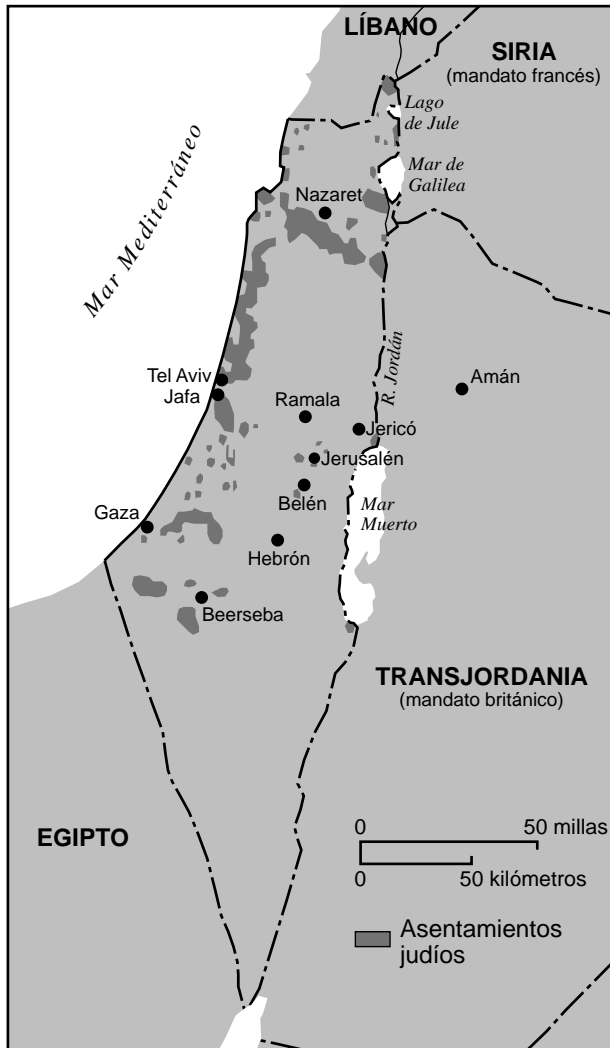 LÍBANO
SIRIA
(mandato francés)
Lago
de Jule
Mar de
Galilea
Mar Mediterráneo
Nazaret
Tel Aviv
Jafa
Ramala
R. Jordán
Amán
Jericó
Jerusalén
Belén
Mar
Muerto
Gaza
Hebrón
Beerseba
TRANSJORDANIA
(mandato británico)
EGIPTO
0 50 millas
0 50 kilómetros
Asentamientos
judíos